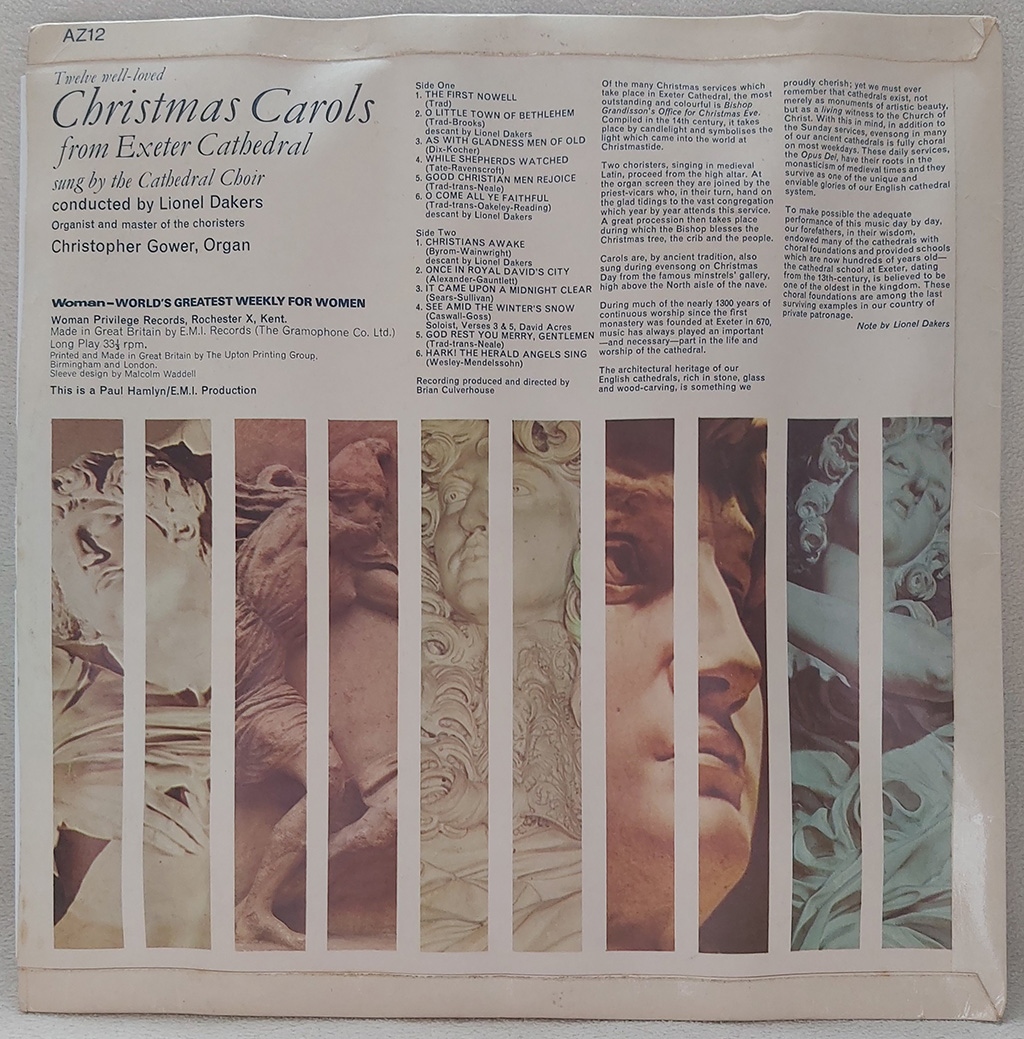 AZ12
Twelve well-loved
Christmas Carols
from Exeter Cathedral
sung by the Cathedral Choir
conducted by Lionel Dakers
Organist and master of the choristers
Christopher Gower, Organ
Woman–WORLD'S GREATEST WEEKLY FOR WOMEN
Woman Privilege Records, Rochester X, Kent.
Made in Great Britain by E.M.I. Records (The Gramophone Co. Ltd.)
Long Play 33⅓ rpm.
Printed and Made in Great Britain by The Upton Printing Group,
Birmingham and London.
Sleeve design by Malcolm Waddell
This is a Paul Hamlyn/E.M.I. Production
Side One
1. THE FIRST NOWELL
(Trad)
2. O LITTLE TOWN OF BETHLEHEM
(Trad-Brooks)
descant by Lionel Dakers
3. AS WITH GLADNESS MEN OF OLD
(Dix-Kocher)
4. WHILE SHEPHERDS WATCHED
(Tate-Ravenscroft)
5. GOOD CHRISTIAN MEN REJOICE
(Trad-trans-Neale)
6. O COME ALL YE FAITHFUL
(Trad-trans-Oakeley-Reading)
descant by Lionel Dakers
Side Two
1. CHRISTIANS AWAKE
(Byrom-Wainwright)
descant by Lionel Dakers
2. ONCE IN ROYAL DAVID'S CITY
(Alexander-Gauntlett)
3. IT CAME UPON A MIDNIGHT CLEAR
(Sears-Sullivan)
4. SEE AMID THE WINTER'S SNOW
(Caswall-Goss)
Soloist, Verses 3 & 5, David Acres
5. GOD REST YOU MERRY, GENTLEMEN
(Trad-trans-Neale)
6. HARK! THE HERALD ANGELS SING
(Wesley-Mendelssohn)
Recording produced and directed by
Brian Culverhouse
Of the many Christmas services which
take place in Exeter Cathedral, the most
outstanding and colourful is Bishop
Grandisson's Office for Christmas Eve.
Compiled in the 14th century, it takes
place by candlelight and symbolises the
light which came into the world at
Christmastide.
Two choristers, singing in medieval
Latin, proceed from the high altar. At
the organ screen they are joined by the
priest-vicars who, in their turn, hand on
the glad tidings to the vast congregation
which year by year attends this service.
A great procession then takes place
during which the Bishop blesses the
Christmas tree, the crib and the people.
Carols are, by ancient tradition, also
sung during evensong on Christmas
Day from the famous minstrels' gallery,
high above the North aisle of the nave.
During much of the nearly 1300 years of
continuous worship since the first
monastery was founded at Exeter in 670,
music has always played an important
—and necessary—part in the life and
worship of the cathedral.
The architectural heritage of our
English cathedrals, rich in stone, glass
and wood-carving, is something we
proudly cherish; yet we must ever
remember that cathedrals exist, not
merely as monuments of artistic beauty,
but as a living witness to the Church of
Christ. With this in mind, in addition to
the Sunday services, evensong in many
of our ancient cathedrals is fully choral
on most weekdays. These daily services,
the Opus Dei, have their roots in the
monasticism of medieval times and they
survive as one of the unique and
enviable glories of our English cathedral
system.
To make possible the adequate
performance of this music day by day,
our forefathers, in their wisdom,
endowed many of the cathedrals with
choral foundations and provided schools
which are now hundreds of years old—
the cathedral school at Exeter, dating
from the 13th-century, is believed to be
one of the oldest in the kingdom. These
choral foundations are among the last
surviving examples in our country of
private patronage.
Note by Lionel Dakers